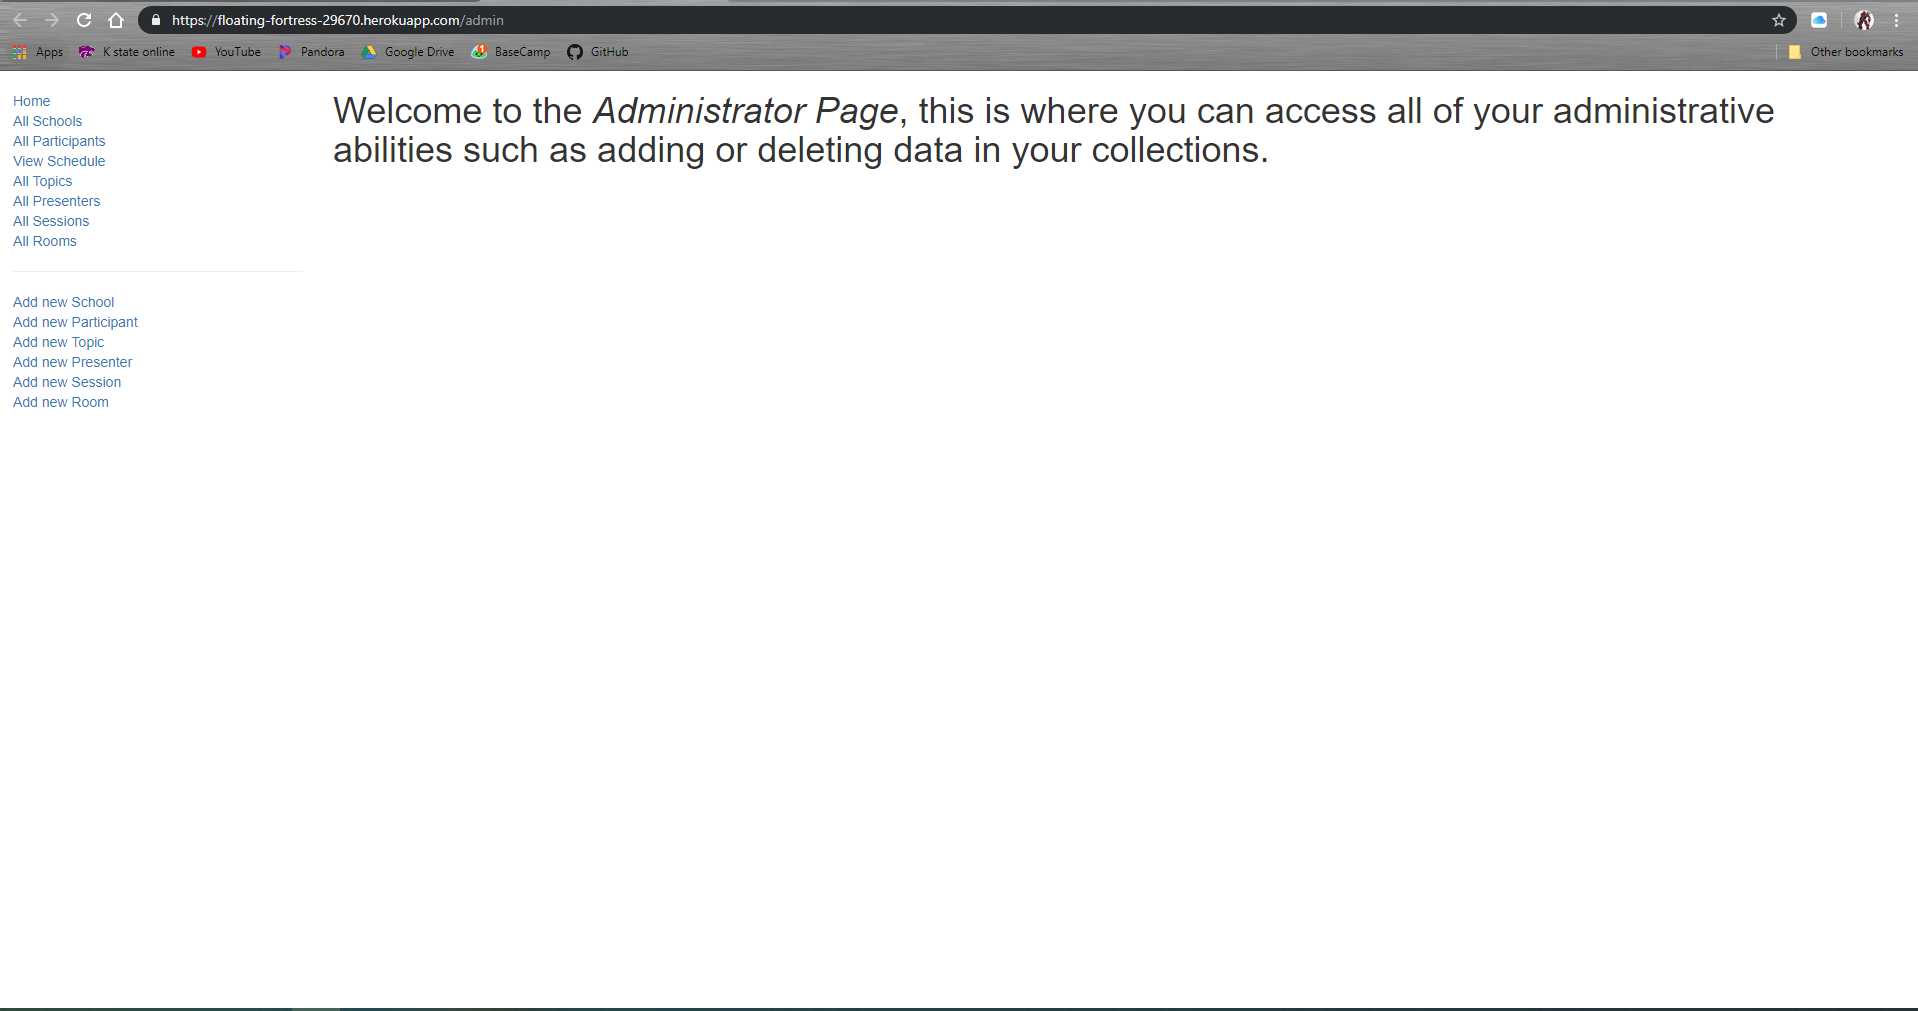 https://floating-fortress-29670.herokuapp.com/admin
Apps K state online YouTube Pandora Google Drive 1 BaseCamp GitHub Other bookmarks
Home
All Schools
All Participants
View Schedule
All Topics
All Presenters
All Sessions
All Rooms
Add new School
Add new Participant
Add new Topic
Add new Presenter
Add new Session
Add new Room
Welcome to the Administrator Page, this is where you can access all of your administrative
abilities such as adding or deleting data in your collections.